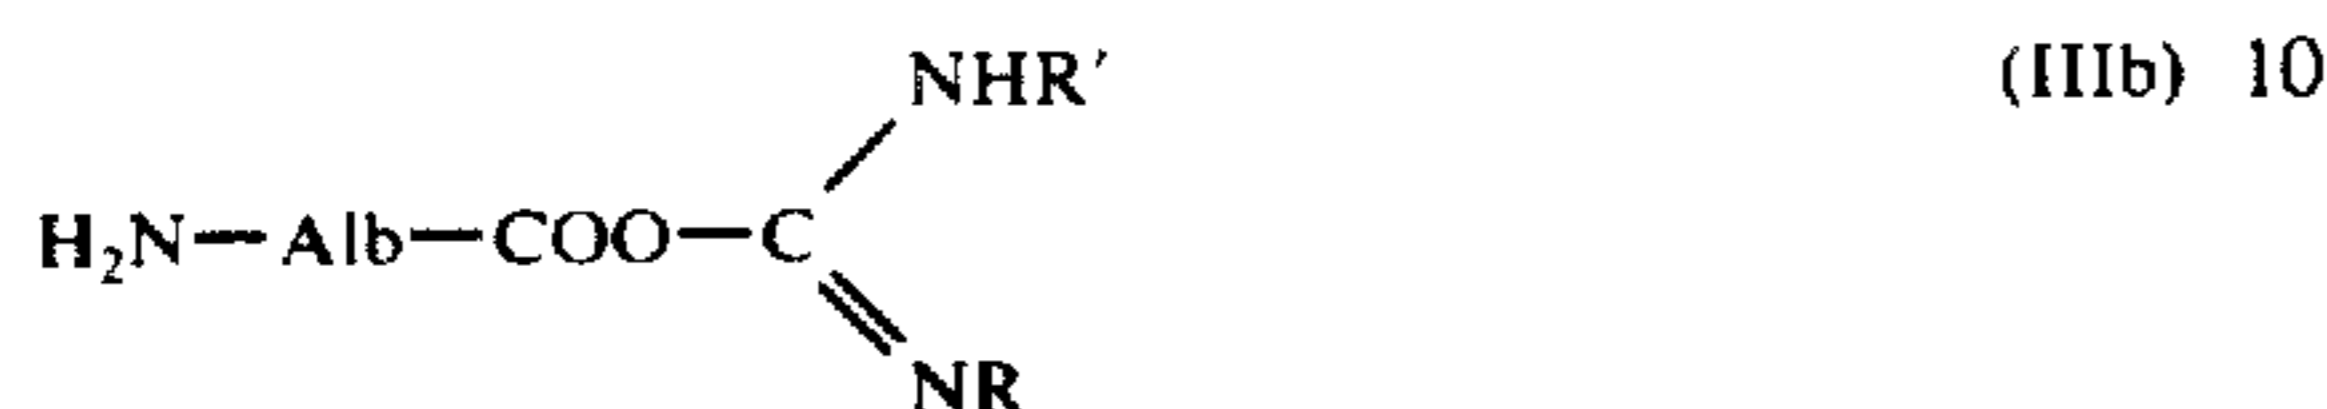 NHR′ (IIIb) 10
H₂N—Alb—COO—C
NR